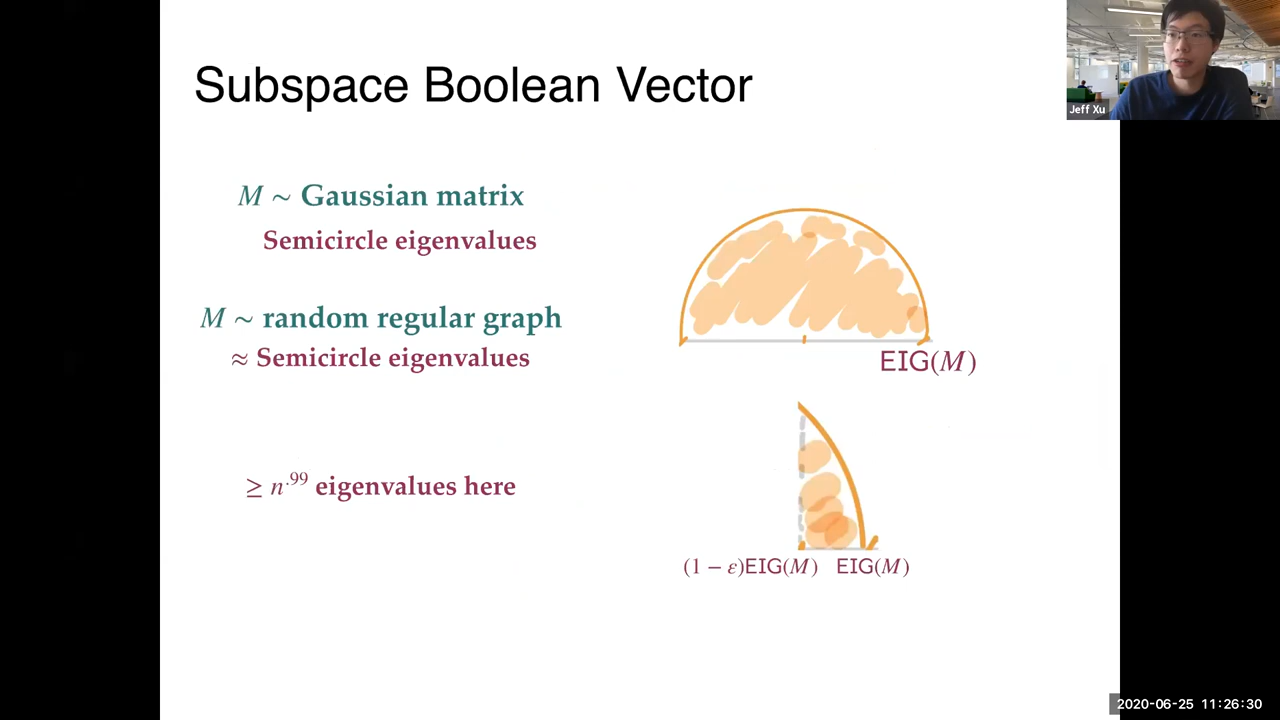 Subspace Boolean Vector
Jeff Xu
M ~ Gaussian matrix
Semicircle eigenvalues
M ~ random regular graph
≈ Semicircle eigenvalues
EIG(M)
≥ n^.99 eigenvalues here
(1 − ε)EIG(M) EIG(M)
2020-06-25 11:26:30